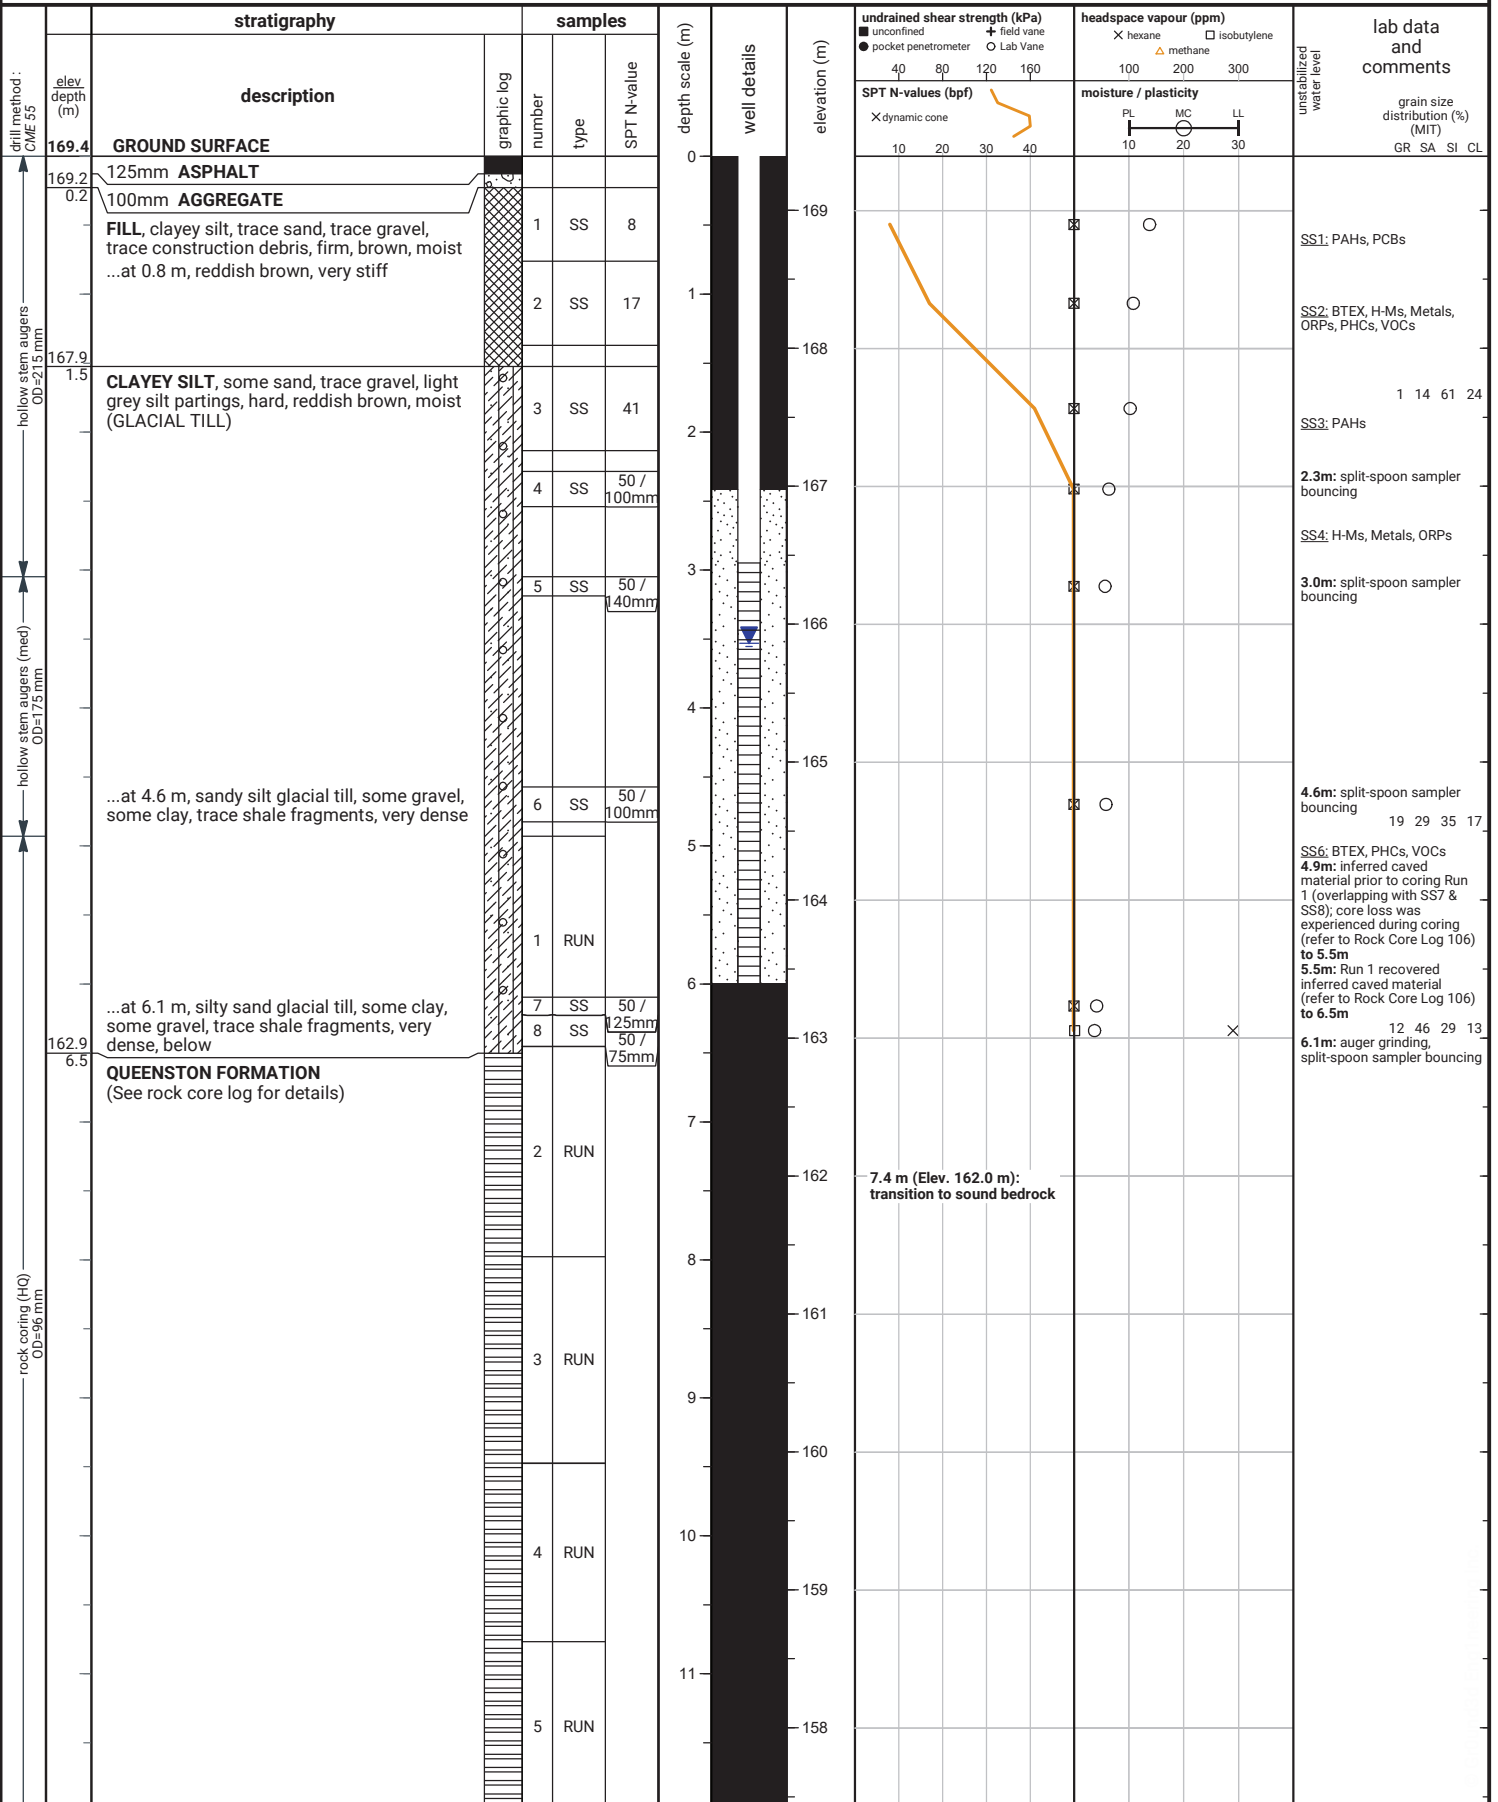 stratigraphy
samples
drill method :
CME 55
elev
depth
(m)
description
graphic log
number
type
SPT N-value
depth scale (m)
well details
elevation (m)
undrained shear strength (kPa)
unconfined
field vane
pocket penetrometer
Lab Vane
40 80 120 160
SPT N-values (bpf)
dynamic cone
10 20 30 40
headspace vapour (ppm)
hexane
isobutylene
methane
100 200 300
moisture / plasticity
PL MC LL
10 20 30
unstabilized
water level
lab data
and
comments
grain size
distribution (%)
(MIT)
GR SA SI CL
169.4 GROUND SURFACE
125mm ASPHALT
169.2
0.2
100mm AGGREGATE
FILL, clayey silt, trace sand, trace gravel,
trace construction debris, firm, brown, moist
...at 0.8 m, reddish brown, very stiff
167.9
1.5
CLAYEY SILT, some sand, trace gravel, light
grey silt partings, hard, reddish brown, moist
(GLACIAL TILL)
...at 4.6 m, sandy silt glacial till, some gravel,
some clay, trace shale fragments, very dense
...at 6.1 m, silty sand glacial till, some clay,
some gravel, trace shale fragments, very
dense, below
162.9
6.5
QUEENSTON FORMATION
(See rock core log for details)
hollow stem augers
OD=215 mm
hollow stem augers (med)
OD=175 mm
rock coring (HQ)
OD=96 mm
1 SS 8
2 SS 17
3 SS 41
4 SS 50 /
100mm
5 SS 50 /
140mm
6 SS 50 /
100mm
1 RUN
7 SS 50 /
125mm
8 SS 50 /
75mm
2 RUN
3 RUN
4 RUN
5 RUN
0
1
2
3
4
5
6
7
8
9
10
11
169
168
167
166
165
164
163
162
161
160
159
158
7.4 m (Elev. 162.0 m):
transition to sound bedrock
SS1: PAHs, PCBs
SS2: BTEX, H-Ms, Metals,
ORPs, PHCs, VOCs
1 14 61 24
SS3: PAHs
2.3m: split-spoon sampler
bouncing
SS4: H-Ms, Metals, ORPs
3.0m: split-spoon sampler
bouncing
4.6m: split-spoon sampler
bouncing
19 29 35 17
SS6: BTEX, PHCs, VOCs
4.9m: inferred caved
material prior to coring Run
1 (overlapping with SS7 &
SS8); core loss was
experienced during coring
(refer to Rock Core Log 106)
to 5.5m
5.5m: Run 1 recovered
inferred caved material
(refer to Rock Core Log 106)
to 6.5m
12 46 29 13
6.1m: auger grinding,
split-spoon sampler bouncing